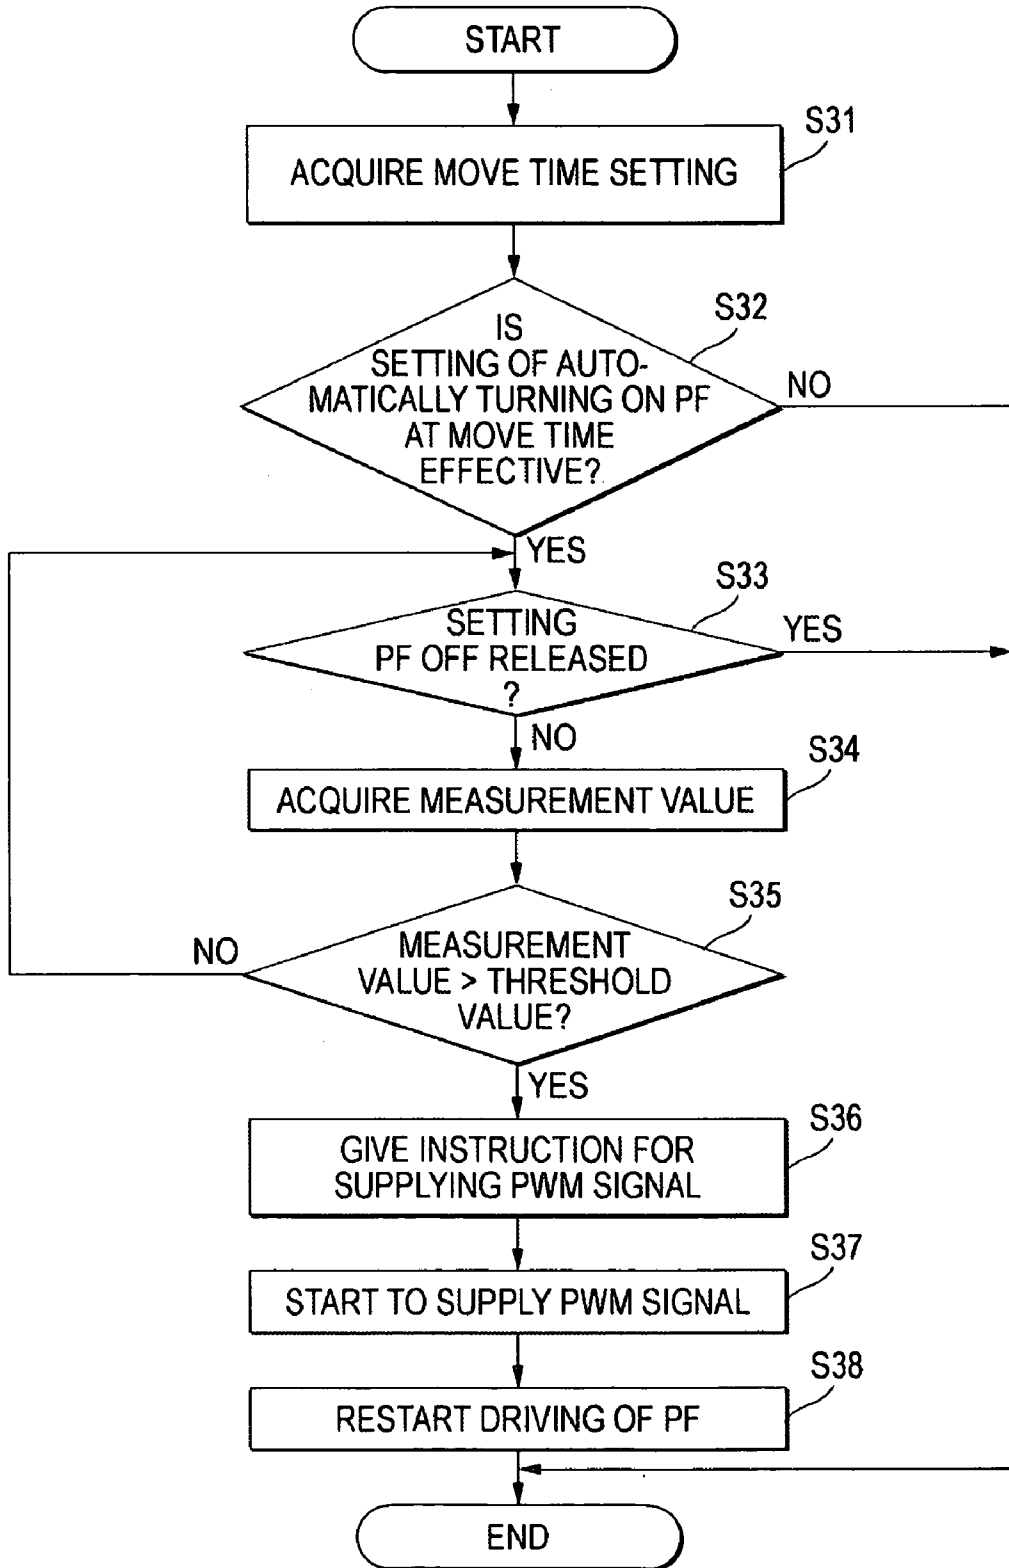 START
S31
ACQUIRE MOVE TIME SETTING
S32
IS
SETTING OF AUTO-
MATICALLY TURNING ON PF
AT MOVE TIME
EFFECTIVE?
NO
YES
S33
SETTING
PF OFF RELEASED
?
YES
NO
S34
ACQUIRE MEASUREMENT VALUE
S35
MEASUREMENT
VALUE > THRESHOLD
VALUE?
NO
YES
S36
GIVE INSTRUCTION FOR
SUPPLYING PWM SIGNAL
S37
START TO SUPPLY PWM SIGNAL
S38
RESTART DRIVING OF PF
END